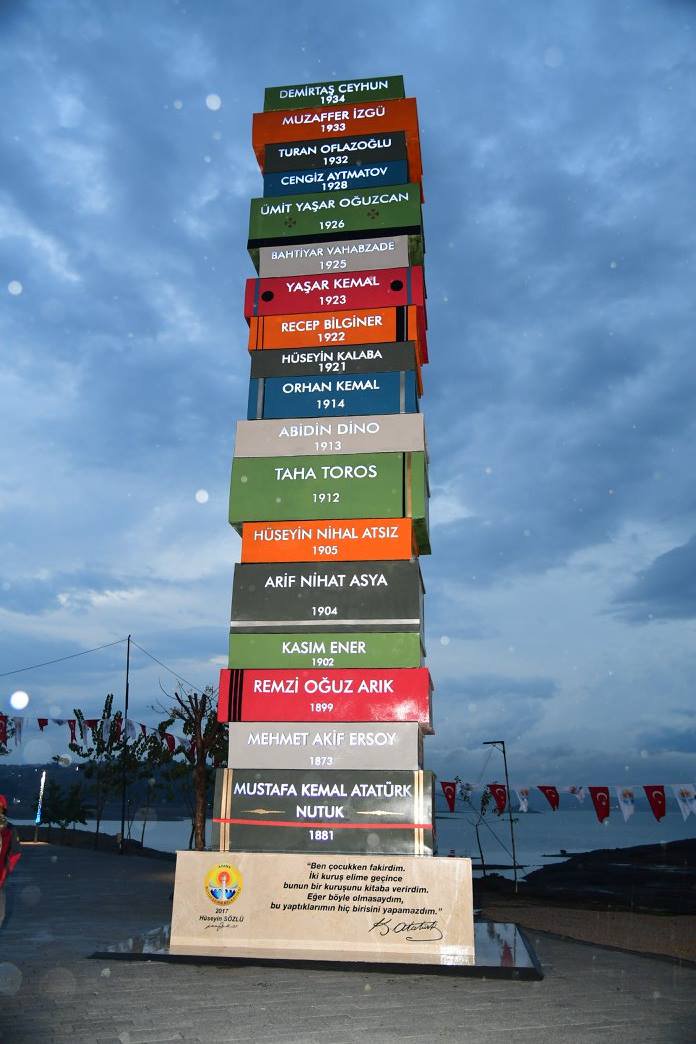 DEMİRTAŞ CEYHUN
1934
MUZAFFER İZGÜ
1933
TURAN OFLAZOĞLU
1932
CENGİZ AYTMATOV
1928
ÜMİT YAŞAR OĞUZCAN
1926
BAHTİYAR VAHABZADE
1925
YAŞAR KEMAL
1923
RECEP BİLGİNER
1922
HÜSEYİN KALABA
1921
ORHAN KEMAL
1914
ABİDİN DİNO
1913
TAHA TOROS
1912
HÜSEYİN NİHAL ATSIZ
1905
ARİF NİHAT ASYA
1904
KASIM ENER
1902
REMZİ OĞUZ ARIK
1899
MEHMET AKİF ERSOY
1873
MUSTAFA KEMAL ATATÜRK
NUTUK
1881
"Ben çocukken fakirdim.
İki kuruş elime geçince
bunun bir kuruşunu kitaba verirdim.
Eğer böyle olmasaydım,
bu yaptıklarımın hiç birisini yapamazdım."
K. Atatürk
2017
Hüseyin SÖZLÜ